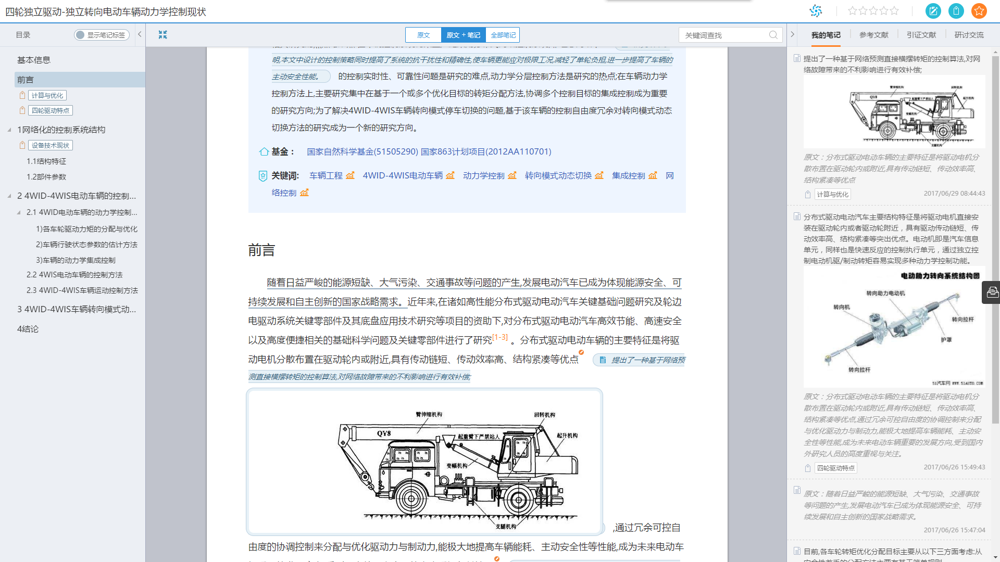 四轮独立驱动-独立转向电动车辆动力学控制现状
目录
显示笔记标签
原文
原文 + 笔记
全部笔记
关键词查找
我的笔记
参考文献
引证文献
研讨交流
基本信息
前言
计算与优化
四轮驱动特点
1网络化的控制系统结构
设备技术现状
1.1结构特征
1.2部件参数
2 4WID-4WIS电动车辆的控制...
2.1 4WID电动车辆的动力学控制...
1)各车轮驱动力矩的分配与优化
2)车辆行驶状态参数的估计方法
3)车辆的动力学集成控制
2.2 4WIS电动车辆的控制方法
2.3 4WID-4WIS车辆运动控制方法
3 4WID-4WIS车辆转向模式动...
4结论
明,本文中设计的控制策略同时提高了系统的抗干扰性和精确性,使车辆更能应对极限工况,减轻了单轮负担,进一步提高了车辆的
主动安全性能。 的控制实时性、可靠性问题是研究的难点,动力学分层控制方法是研究的热点;在车辆动力学
控制方法上,主要研究集中在基于一个或多个优化目标的转矩分配方法,协调多个控制目标的集成控制成为重要
的研究方向;为了解决4WID-4WIS车辆转向模式停车切换的问题,基于该车辆的控制自由度冗余对转向模式动态
切换方法的研究成为一个新的研究方向。
基金： 国家自然科学基金(51505290) 国家863计划项目(2012AA110701)
关键词: 车辆工程 4WID-4WIS电动车辆 动力学控制 转向模式动态切换 集成控制 网
络控制
前言
随着日益严峻的能源短缺、大气污染、交通事故等问题的产生,发展电动汽车已成为体现能源安全、可
持续发展和自主创新的国家战略需求。近年来,在诸如高性能分布式驱动电动汽车关键基础问题研究及轮边
电驱动系统关键零部件及其底盘应用技术研究等项目的资助下,对分布式驱动电动汽车高效节能、高速安全
以及高度便捷相关的基础科学问题及关键零部件进行了研究[1-3] 。分布式驱动电动车辆的主要特征是将驱
动电机分散布置在驱动轮内或附近,具有传动链短、传动效率高、结构紧凑等优点 提出了一种基于网络预
测直接横摆转矩的控制算法,对网络故障带来的不利影响进行有效补偿;
臂伸缩机构
回转机构
QY8
起重臂下严禁站人
起升机构
变幅机构
支腿机构
,通过冗余可控自
由度的协调控制来分配与优化驱动力与制动力,能极大地提高车辆能耗、主动安全性等性能,成为未来电动车
提出了一种基于网络预测直接横摆转矩的控制算法,对网
络故障带来的不利影响进行有效补偿;
臂伸缩机构
回转机构
QY8
起重臂下严禁站人
起升机构
变幅机构
支腿机构
原文：分布式驱动电动车辆的主要特征是将驱动电机分
散布置在驱动轮内或附近,具有传动链短、传动效率高、
结构紧凑等优点
计算与优化
2017/06/29 08:44:43
分布式驱动电动汽车主要结构特征是将驱动电机直接安
装在驱动轮内或者驱动轮附近，具有驱动传动链短、传
动效率高、结构紧凑等突出优点。电动机即是汽车信息
单元，同样也是快速反应的控制执行单元，通过独立控
制电动机驱/制动转矩容易实现多种动力学控制功能。
电动助力转向系统结构图
转向助力电动机
转向机
转向拉杆
护罩
转向拉杆
51汽车网 WWW.51AUTO.COM
原文：分布式驱动电动车辆的主要特征是将驱动电机分
散布置在驱动轮内或附近,具有传动链短、传动效率高、
结构紧凑等优点,通过冗余可控自由度的协调控制来分配
与优化驱动力与制动力,能极大地提高车辆能耗、主动安
全性等性能,成为未来电动车辆重要的发展方向,受到国内
外研究人员的高度重视与关注。
四轮驱动特点
2017/06/26 15:49:43
原文：随着日益严峻的能源短缺、大气污染、交通事故
等问题的产生,发展电动汽车已成为体现能源安全、可持
续发展和自主创新的国家战略需求。
2017/06/26 15:47:04
目前,各车轮转矩优化分配目标主要从以下三方面考虑:从